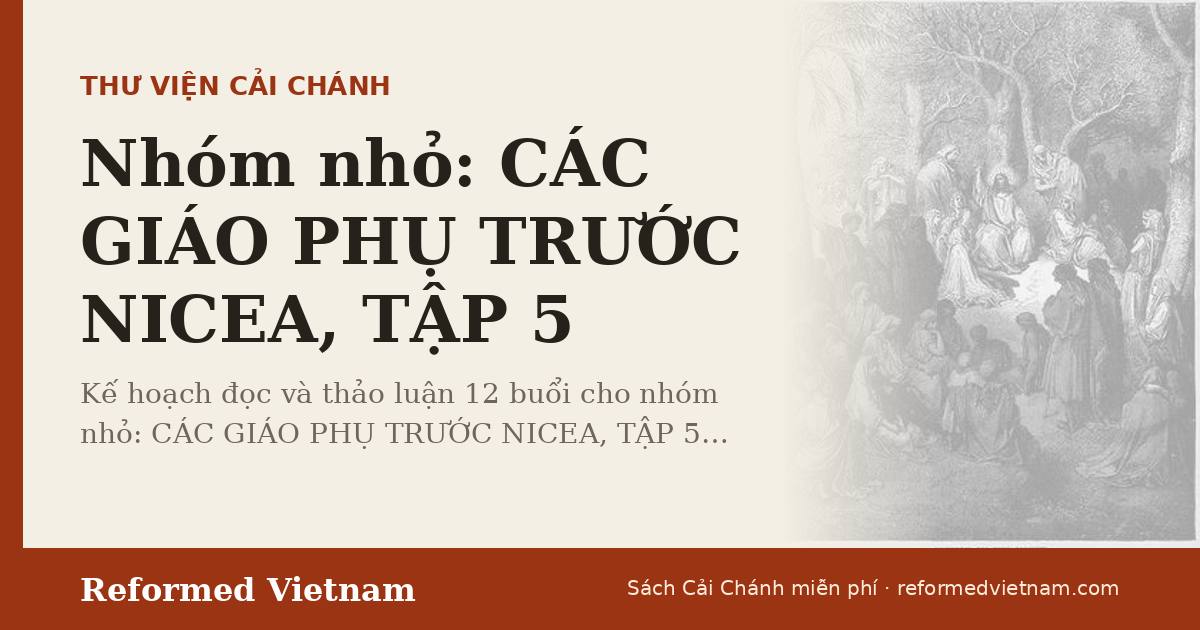 THƯ VIỆN CẢI CHÁNH
Nhóm nhỏ: CÁC
GIÁO PHỤ TRƯỚC
NICEA, TẬP 5
Kế hoạch đọc và thảo luận 12 buổi cho nhóm
nhỏ: CÁC GIÁO PHỤ TRƯỚC NICEA, TẬP 5...
Reformed Vietnam
Sách Cải Chánh miễn phí · reformedvietnam.com